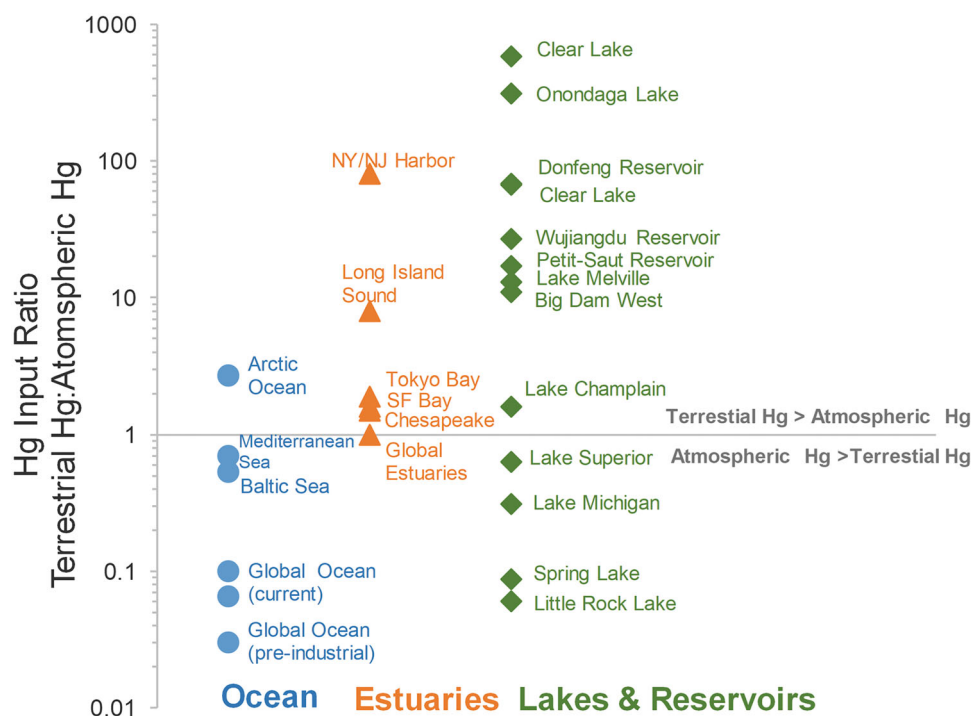 Hg Input Ratio
Terrestrial Hg:Atomspheric Hg
1000
100
10
1
0.1
0.01
Arctic
Ocean
Mediterranean
Sea
Baltic Sea
Global Ocean
(current)
Global Ocean
(pre-industrial)
Ocean
NY/NJ Harbor
Long Island
Sound
Tokyo Bay
SF Bay
Chesapeake
Global
Estuaries
Estuaries
Clear Lake
Onondaga Lake
Donfeng Reservoir
Clear Lake
Wujiangdu Reservoir
Petit-Saut Reservoir
Lake Melville
Big Dam West
Lake Champlain
Lake Superior
Lake Michigan
Spring Lake
Little Rock Lake
Lakes & Reservoirs
Terrestial Hg > Atmospheric Hg
Atmospheric Hg >Terrestial Hg